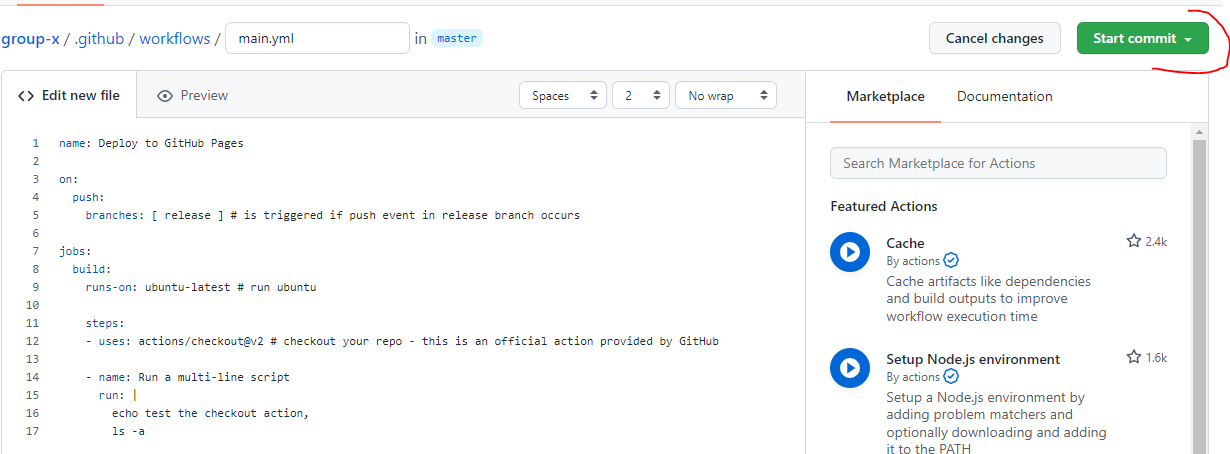 group-x / .github / workflows / main.yml in master
Cancel changes
Start commit
Edit new file
Preview
Spaces
2
No wrap
1 name: Deploy to GitHub Pages
2
3 on:
4   push:
5     branches: [ release ] # is triggered if push event in release branch occurs
6
7 jobs:
8   build:
9     runs-on: ubuntu-latest # run ubuntu
10
11     steps:
12     - uses: actions/checkout@v2 # checkout your repo - this is an official action provided by GitHub
13
14     - name: Run a multi-line script
15       run: |
16         echo test the checkout action,
17         ls -a
Marketplace
Documentation
Search Marketplace for Actions
Featured Actions
Cache
2.4k
By actions
Cache artifacts like dependencies
and build outputs to improve
workflow execution time
Setup Node.js environment
1.6k
By actions
Setup a Node.js environment by
adding problem matchers and
optionally downloading and adding
it to the PATH